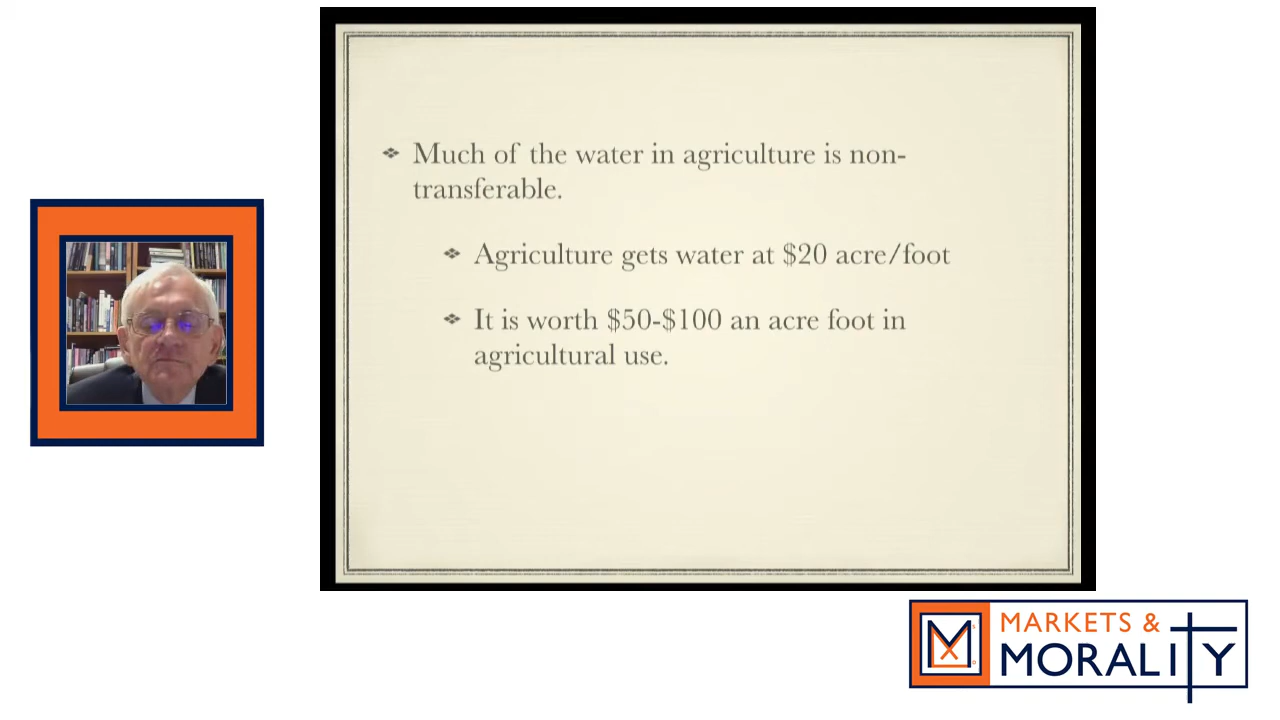 Much of the water in agriculture is non-
transferable.
Agriculture gets water at $20 acre/foot
It is worth $50-$100 an acre foot in
agricultural use.
MARKETS &
MORALITY